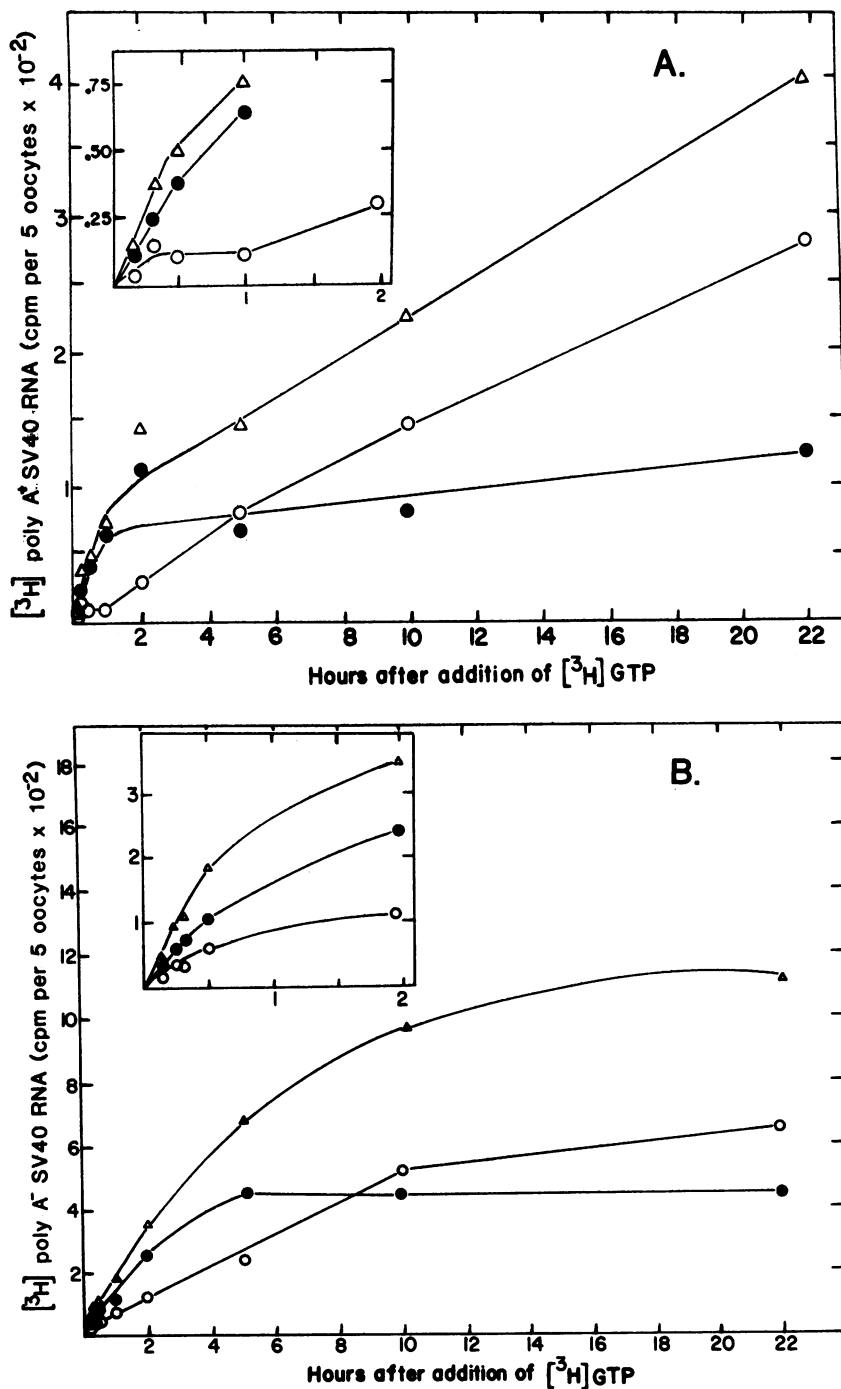 A.
[³H] poly A⁺ SV40 RNA (cpm per 5 oocytes × 10⁻²)
4
3
2
1
.75
.50
.25
1
2
2 4 6 8 10 12 14 16 18 20 22
Hours after addition of [³H] GTP
B.
[³H] poly A⁻ SV40 RNA (cpm per 5 oocytes × 10⁻²)
18
16
14
12
10
8
6
4
2
3
2
1
1
2
2 4 6 8 10 12 14 16 18 20 22
Hours after addition of [³H] GTP